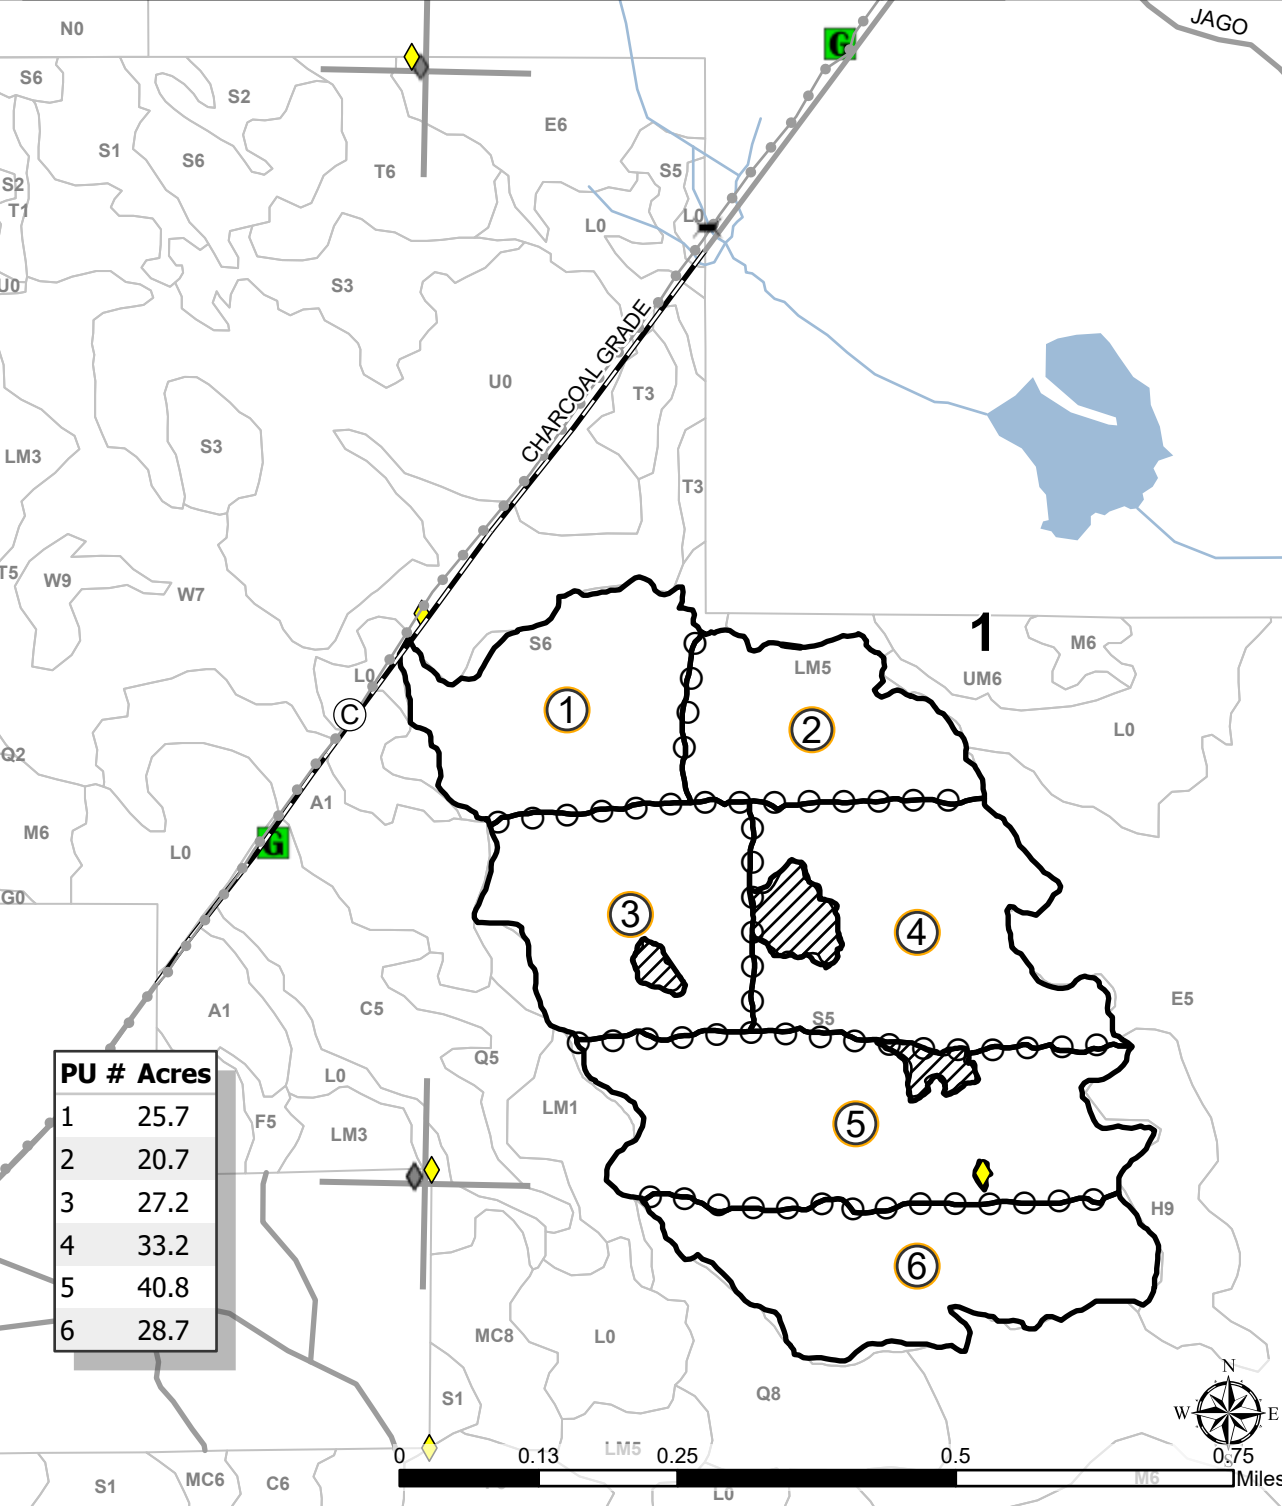 N0
JAGO
G
S6
S2
E6
S1
S6
T6
S5
S2
T1
L0
L0
U0
S3
CHARCOAL GRADE
U0
T3
S3
LM3
T3
T5
W9
W7
S6
1
M6
LM5
UM6
L0
C
1
2
L0
Q2
A1
M6
L0
G
G0
3
4
E5
A1
C5
S5
Q5
L0
LM1
F5
LM3
5
PU # Acres
1 25.7
2 20.7
3 27.2
4 33.2
5 40.8
6 28.7
H9
6
MC8
L0
N
W E
S
Q8
S1
LM5
0 0.13 0.25 0.5 0.75
Miles
S1
MC6
C6
M6
L0